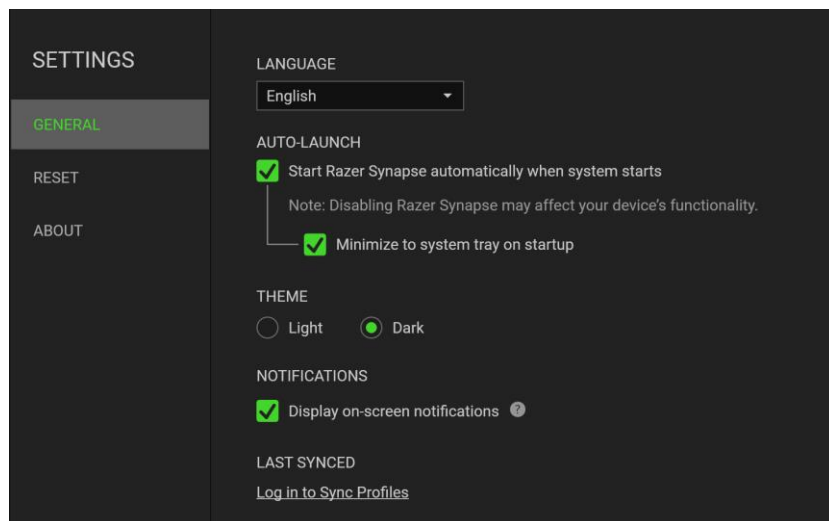 SETTINGS
GENERAL
RESET
ABOUT
LANGUAGE
English
AUTO-LAUNCH
Start Razer Synapse automatically when system starts
Note: Disabling Razer Synapse may affect your device’s functionality.
Minimize to system tray on startup
THEME
Light
Dark
NOTIFICATIONS
Display on-screen notifications ?
LAST SYNCED
Log in to Sync Profiles